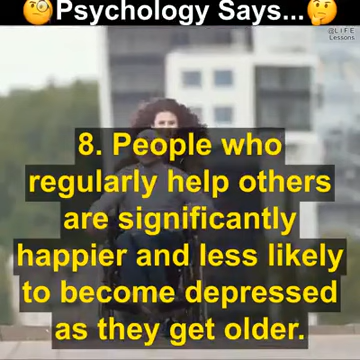 🧐Psychology Says...🤔
@L I F E
Lessons
8. People who
regularly help others
are significantly
happier and less likely
to become depressed
as they get older.